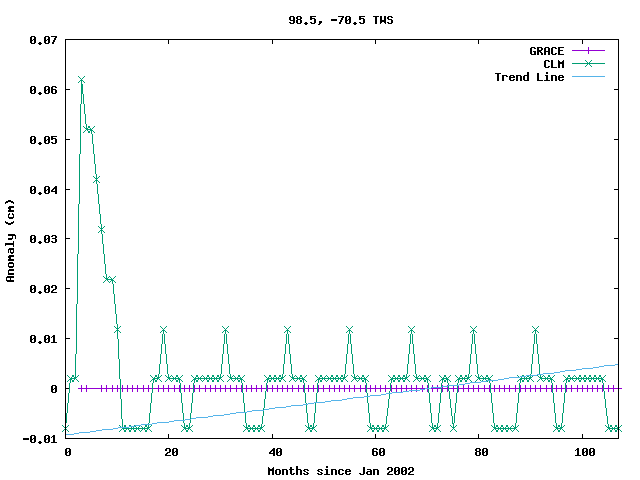 98.5, -70.5 TWS
0.07
0.06
0.05
0.04
0.03
0.02
0.01
0
-0.01
Anomaly (cm)
GRACE
CLM
Trend Line
0 20 40 60 80 100
Months since Jan 2002